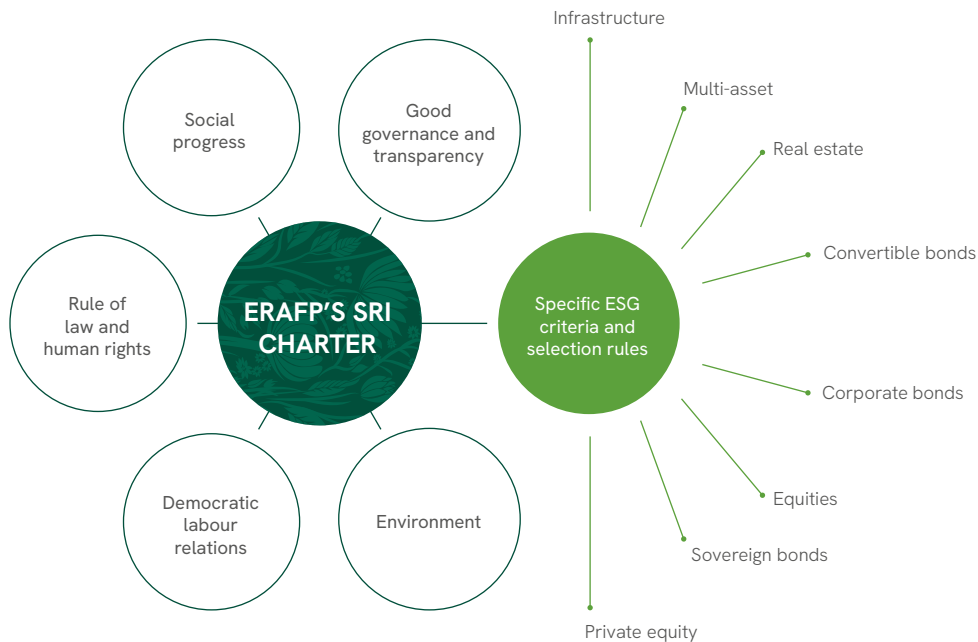 Infrastructure
Multi-asset
Real estate
Convertible bonds
Corporate bonds
Equities
Sovereign bonds
Private equity
Specific ESG
criteria and
selection rules
ERAFP'S SRI
CHARTER
Social
progress
Good
governance and
transparency
Rule of
law and
human rights
Democratic
labour
relations
Environment